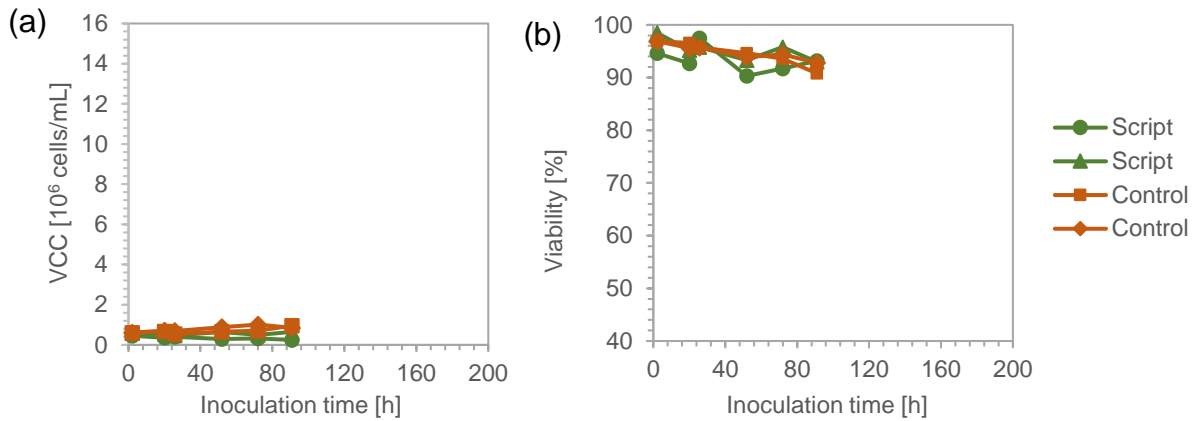 (a)
VCC [10⁶ cells/mL]
16
14
12
10
8
6
4
2
0
0 40 80 120 160 200
Inoculation time [h]
(b)
Viability [%]
100
90
80
70
60
50
40
0 40 80 120 160 200
Inoculation time [h]
Script
Script
Control
Control